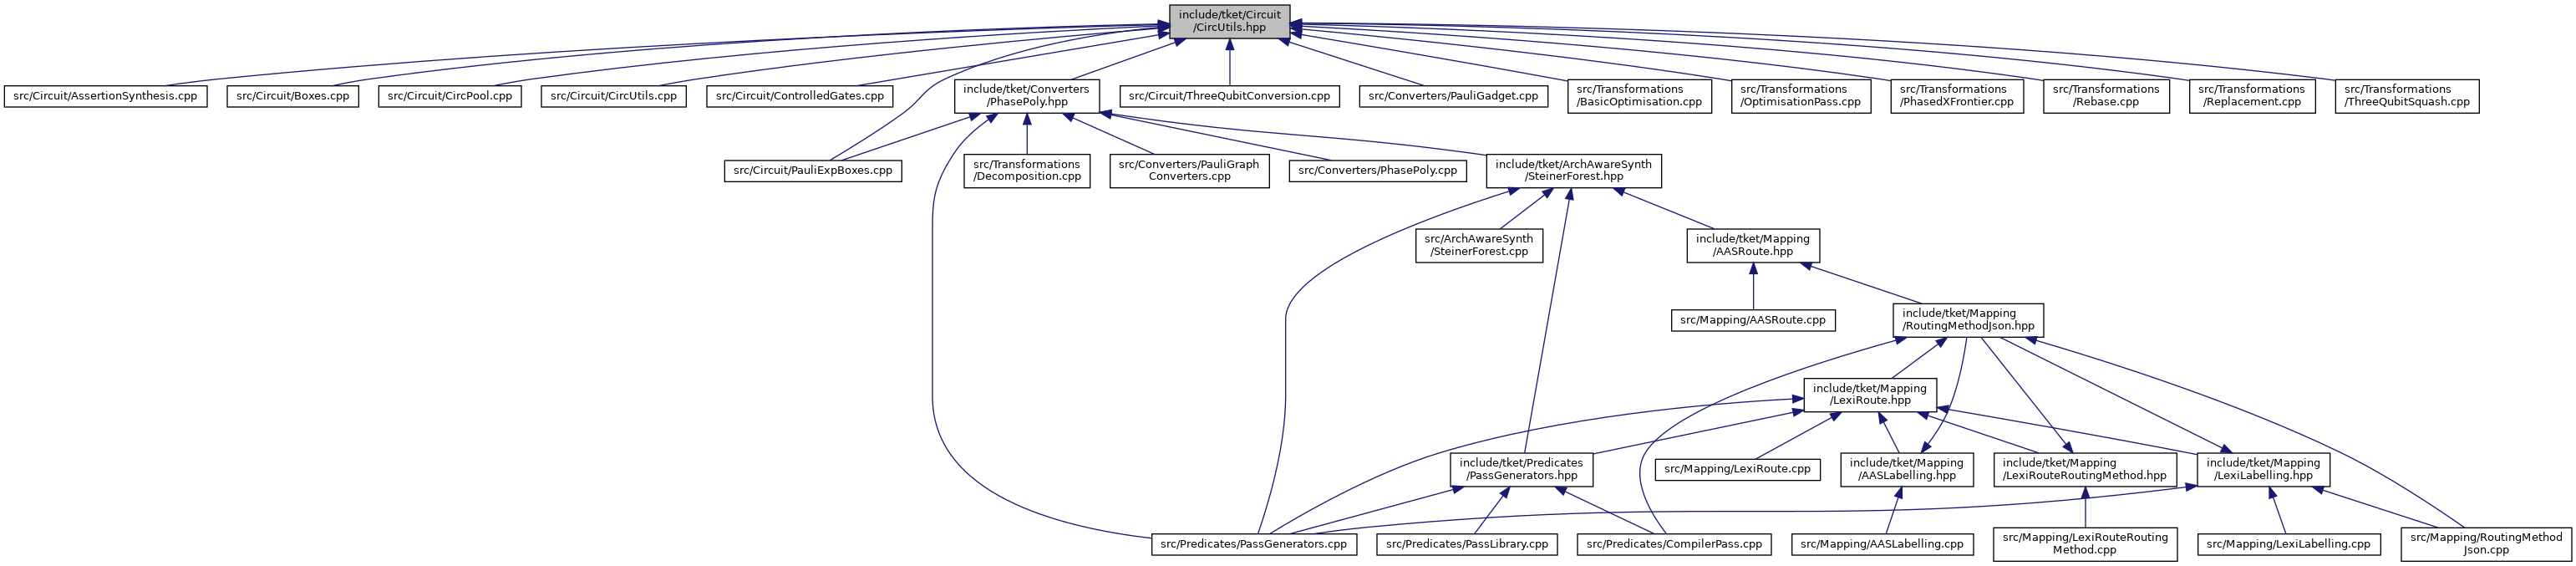 include/tket/Circuit
/CircUtils.hpp
src/Circuit/AssertionSynthesis.cpp
src/Circuit/Boxes.cpp
src/Circuit/CircPool.cpp
src/Circuit/CircUtils.cpp
src/Circuit/ControlledGates.cpp
include/tket/Converters
/PhasePoly.hpp
src/Circuit/ThreeQubitConversion.cpp
src/Converters/PauliGadget.cpp
src/Transformations
/BasicOptimisation.cpp
src/Transformations
/OptimisationPass.cpp
src/Transformations
/PhasedXFrontier.cpp
src/Transformations
/Rebase.cpp
src/Transformations
/Replacement.cpp
src/Transformations
/ThreeQubitSquash.cpp
src/Circuit/PauliExpBoxes.cpp
src/Transformations
/Decomposition.cpp
src/Converters/PauliGraph
Converters.cpp
src/Converters/PhasePoly.cpp
include/tket/ArchAwareSynth
/SteinerForest.hpp
src/ArchAwareSynth
/SteinerForest.cpp
include/tket/Mapping
/AASRoute.hpp
src/Mapping/AASRoute.cpp
include/tket/Mapping
/RoutingMethodJson.hpp
include/tket/Mapping
/LexiRoute.hpp
include/tket/Predicates
/PassGenerators.hpp
src/Mapping/LexiRoute.cpp
include/tket/Mapping
/AASLabelling.hpp
include/tket/Mapping
/LexiRouteRoutingMethod.hpp
include/tket/Mapping
/LexiLabelling.hpp
src/Predicates/PassGenerators.cpp
src/Predicates/PassLibrary.cpp
src/Predicates/CompilerPass.cpp
src/Mapping/AASLabelling.cpp
src/Mapping/LexiRouteRouting
Method.cpp
src/Mapping/LexiLabelling.cpp
src/Mapping/RoutingMethod
Json.cpp